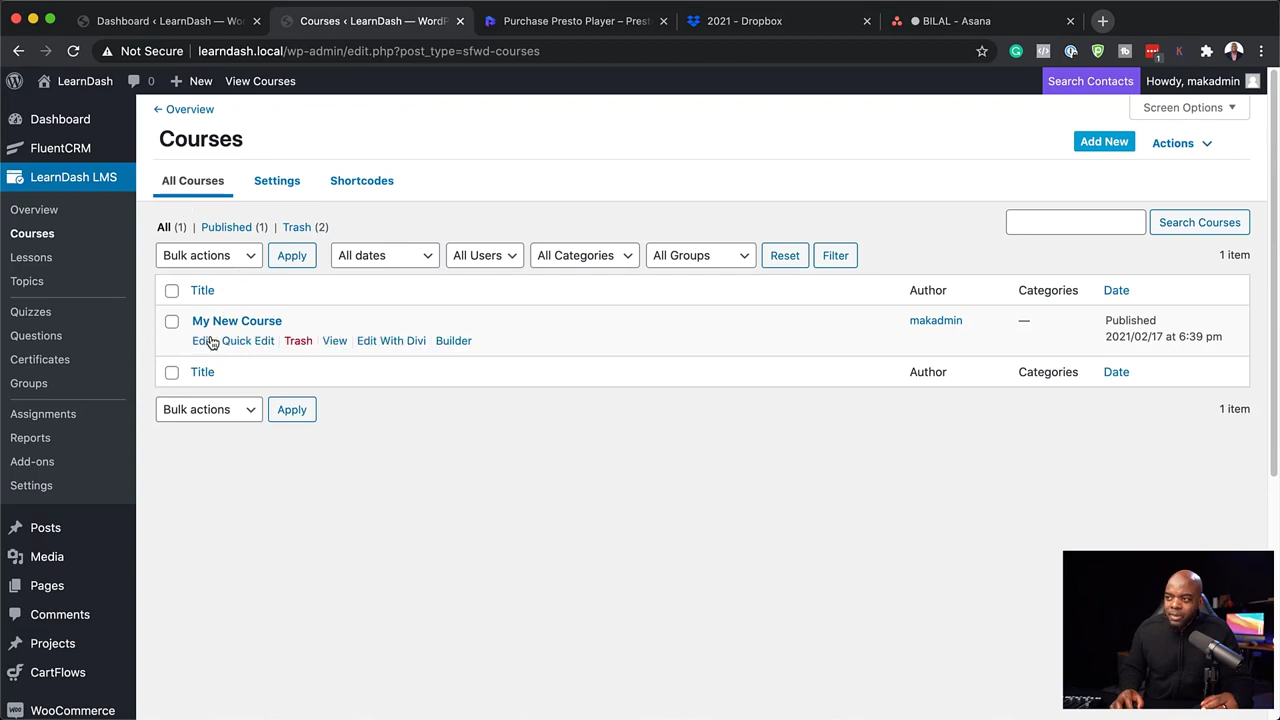 Dashboard ‹ LearnDash — Wo
Courses ‹ LearnDash — WordP
Purchase Presto Player – Prest
2021 - Dropbox
BILAL - Asana
Not Secure
learndash.local/wp-admin/edit.php?post_type=sfwd-courses
1
K
LearnDash
0
New
View Courses
Search Contacts
Howdy, makadmin
Dashboard
FluentCRM
LearnDash LMS
Overview
Courses
Lessons
Topics
Quizzes
Questions
Certificates
Groups
Assignments
Reports
Add-ons
Settings
Posts
Media
Pages
Comments
Projects
CartFlows
WooCommerce
← Overview
Screen Options
Courses
Add New
Actions
All Courses
Settings
Shortcodes
All (1) | Published (1) | Trash (2)
Search Courses
Bulk actions
Apply
All dates
All Users
All Categories
All Groups
Reset
Filter
1 item
Title
Author
Categories
Date
My New Course
makadmin
—
Published
2021/02/17 at 6:39 pm
Edit
Quick Edit
Trash
View
Edit With Divi
Builder
Title
Author
Categories
Date
Bulk actions
Apply
1 item